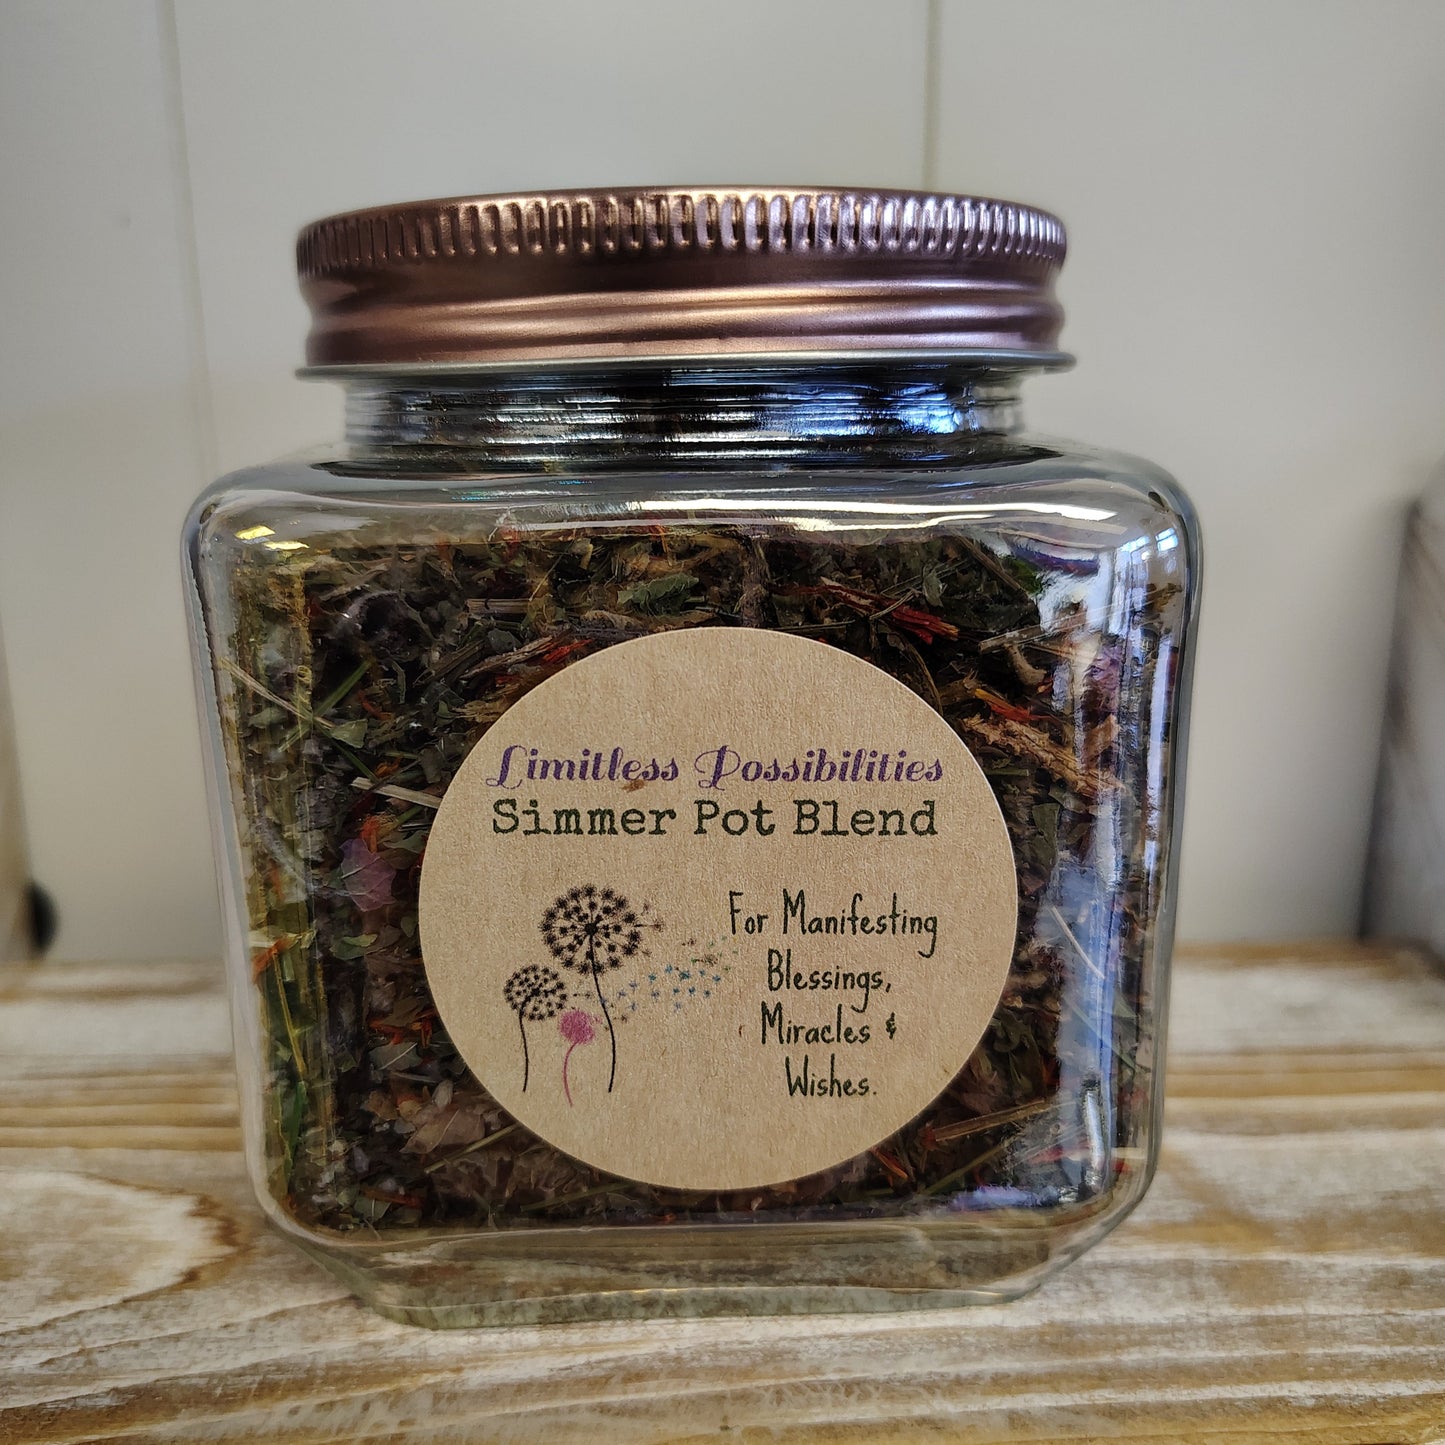 Limitless Possibilities
Simmer Pot Blend
For Manifesting
Blessings,
Miracles &
Wishes.